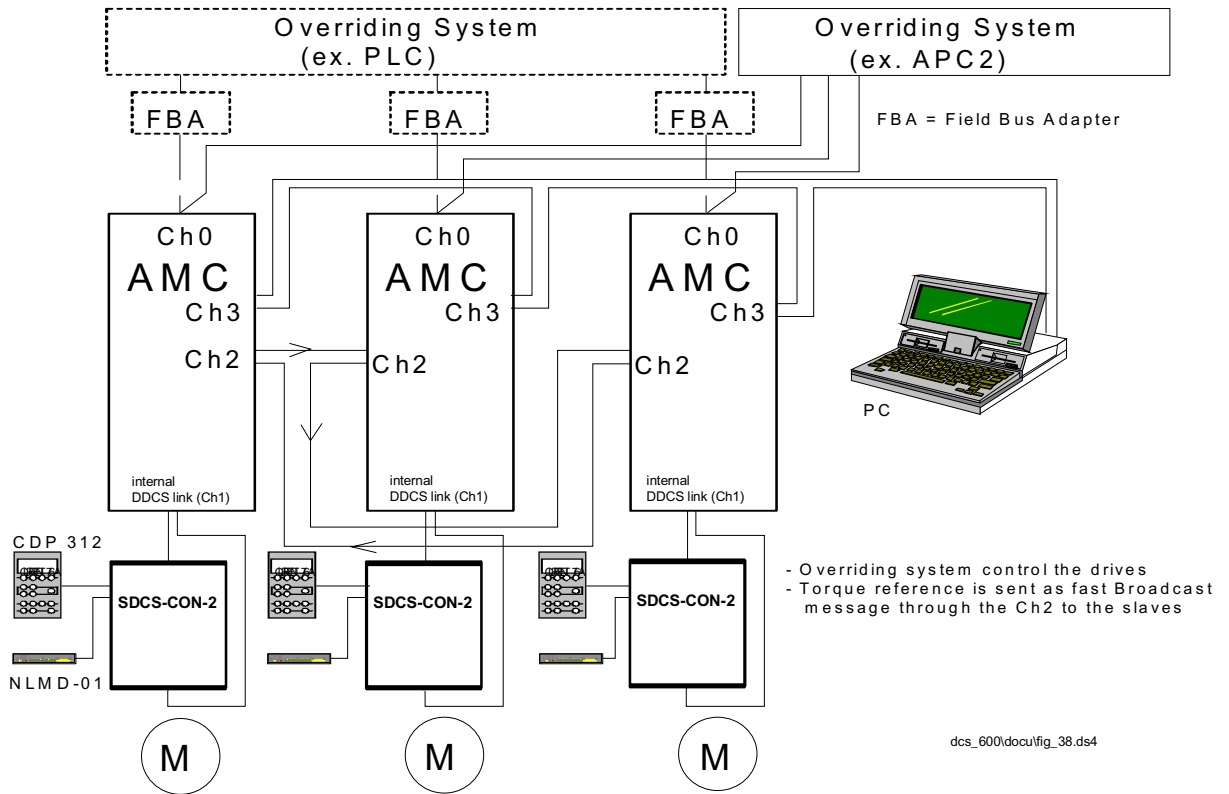 Overriding System
(ex. PLC)
Overriding System
(ex. APC2)
FBA
FBA
FBA
FBA = Field Bus Adapter
Ch0
AMC
Ch3
Ch2
internal
DDCS link (Ch1)
Ch0
AMC
Ch3
Ch2
internal
DDCS link (Ch1)
Ch0
AMC
Ch3
Ch2
internal
DDCS link (Ch1)
PC
CDP 312
SDCS-CON-2
SDCS-CON-2
SDCS-CON-2
NLMD-01
- Overriding system control the drives
- Torque reference is sent as fast Broadcast
message through the Ch2 to the slaves
M
M
M
dcs_600\docu\fig_38.ds4